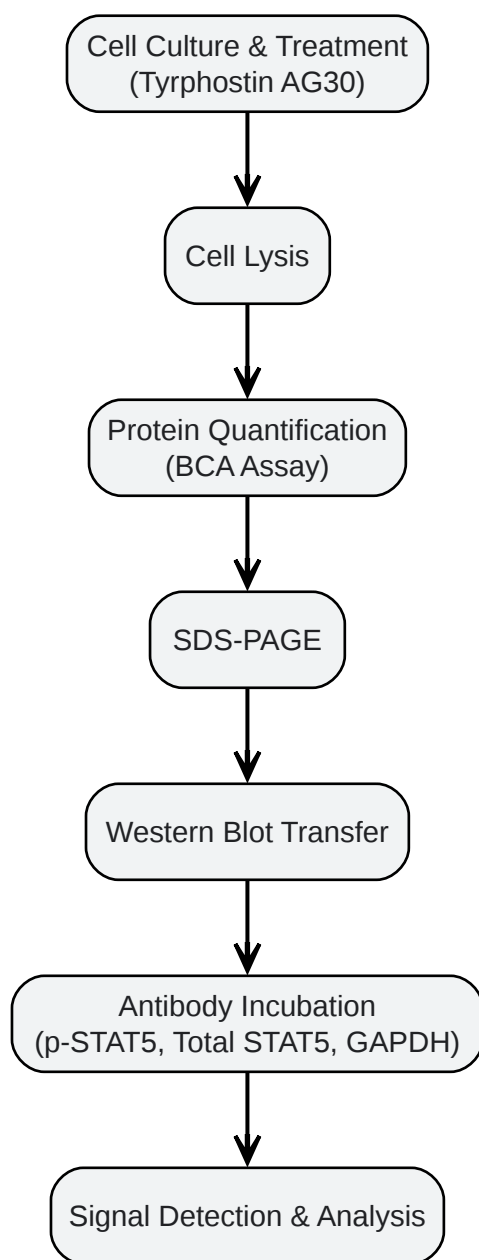 Cell Culture & Treatment
(Tyrphostin AG30)
Cell Lysis
Protein Quantification
(BCA Assay)
SDS-PAGE
Western Blot Transfer
Antibody Incubation
(p-STAT5, Total STAT5, GAPDH)
Signal Detection & Analysis